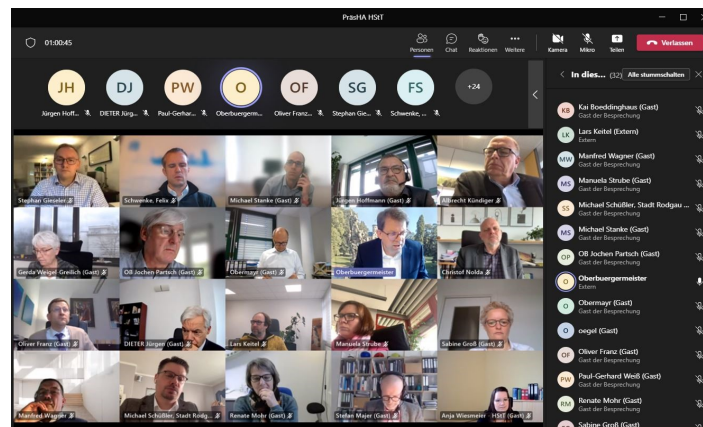 PräsHA HStT
01:00:45
Personen Chat Reaktionen Weitere Kamera Mikro Teilen Verlassen
JH DJ PW O OF SG FS +24
Jürgen Hoff... DIETER Jürg... Paul-Gerhar... Oberbuergerm... Oliver Franz... Stephan Gie... Schwenke, ...
Stephan Gieseler Schwenke, Felix Michael Stanke (Gast) Jürgen Hoffmann (Gast) Albrecht Kündiger
Gerda Weigel-Greilich (Gast) OB Jochen Partsch (Gast) Obermayr (Gast) Oberbuergermeister Christof Nolda
Oliver Franz (Gast) DIETER Jürgen (Gast) Lars Keitel Manuela Strube Sabine Groß (Gast)
Manfred Wagner Michael Schüßler, Stadt Rodg... Renate Mohr (Gast) Stefan Majer (Gast) Anja Wiesmeier - HStT (Gast)
In dies... (32) Alle stummschalten
KB Kai Boeddinghaus (Gast)
Gast der Besprechung
LK Lars Keitel (Extern)
Extern
MW Manfred Wagner (Gast)
Gast der Besprechung
MS Manuela Strube (Gast)
Gast der Besprechung
SS Michael Schüßler, Stadt Rodgau ...
Gast der Besprechung
MS Michael Stanke (Gast)
Gast der Besprechung
OP OB Jochen Partsch (Gast)
Gast der Besprechung
O Oberbuergermeister
Extern
O Obermayr (Gast)
Gast der Besprechung
O oegel (Gast)
OF Oliver Franz (Gast)
Gast der Besprechung
PW Paul-Gerhard Weiß (Gast)
Gast der Besprechung
RM Renate Mohr (Gast)
Gast der Besprechung
Sabine Groß (Gast)